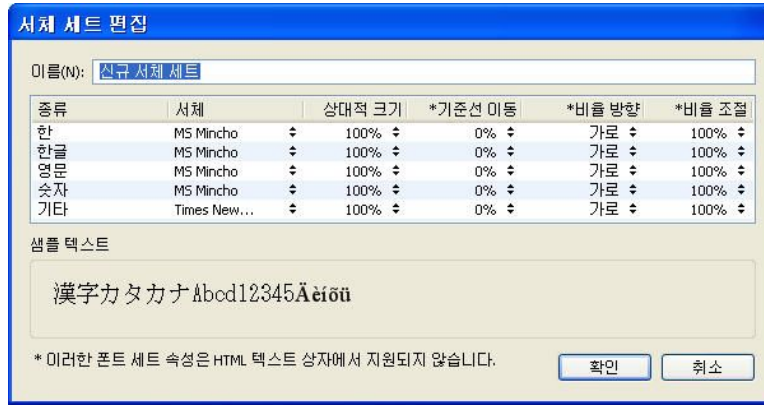 서체 세트 편집
이름(N): 신규 서체 세트
종류 서체 상대적 크기 *기준선 이동 *비율 방향 *비율 조절
한 MS Mincho 100% 0% 가로 100%
한글 MS Mincho 100% 0% 가로 100%
영문 MS Mincho 100% 0% 가로 100%
숫자 MS Mincho 100% 0% 가로 100%
기타 Times New... 100% 0% 가로 100%
샘플 텍스트
漢字カタカナAbcd12345Äèíõü
* 이러한 폰트 세트 속성은 HTML 텍스트 상자에서 지원되지 않습니다.
확인 취소